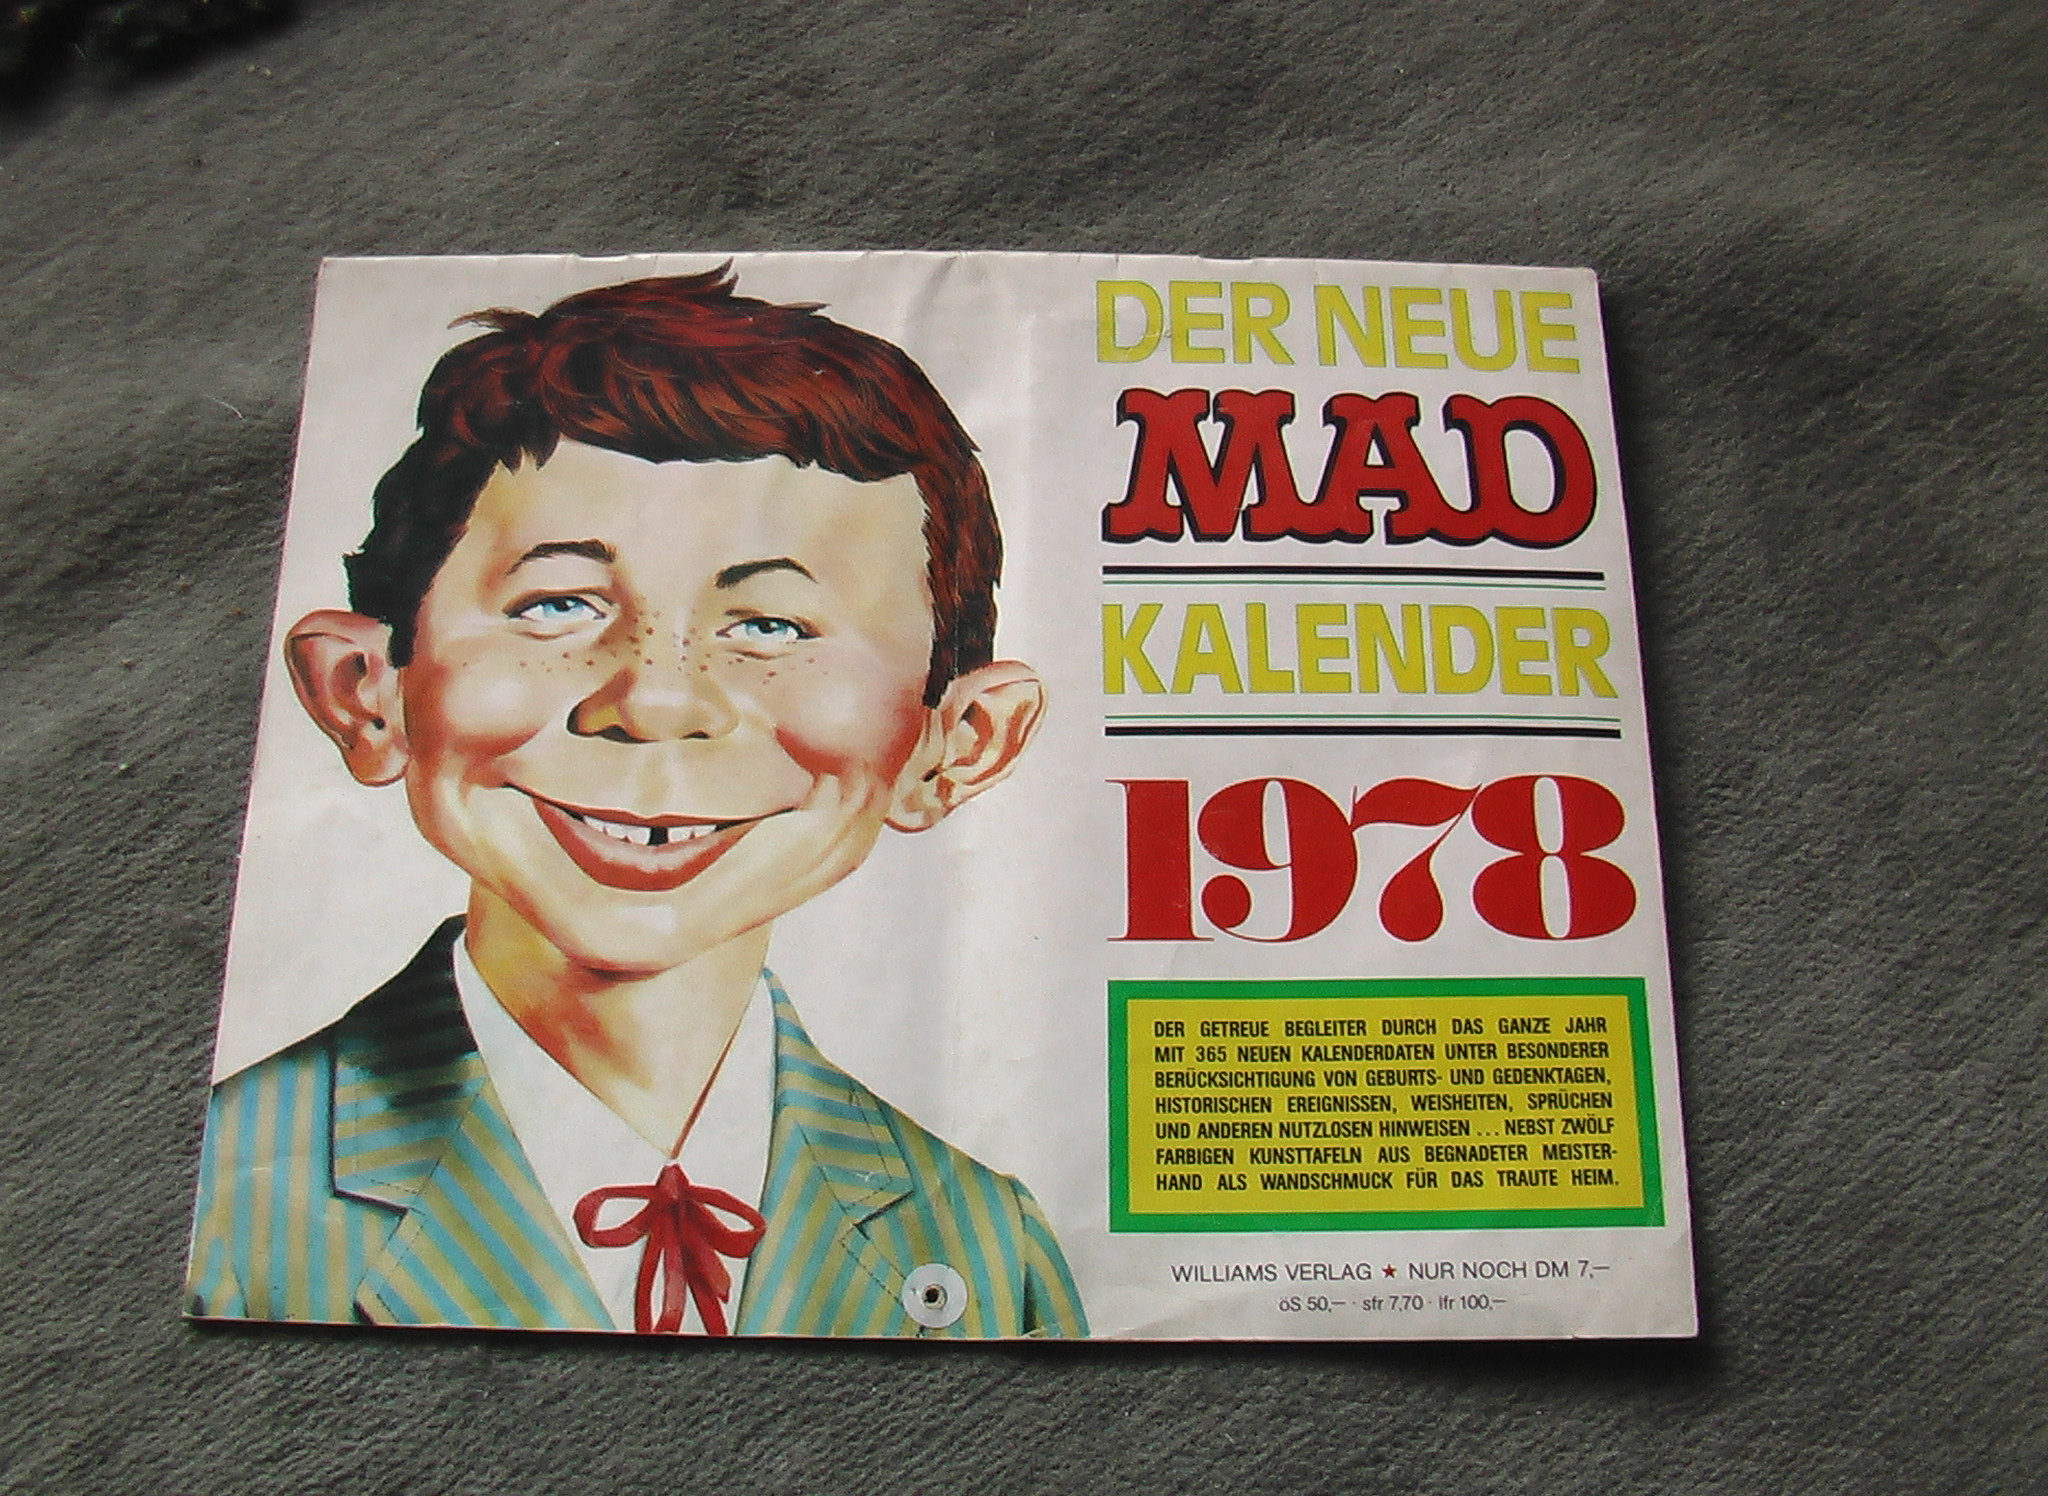 DER NEUE
MAD
KALENDER
1978
DER GETREUE BEGLEITER DURCH DAS GANZE JAHR
MIT 365 NEUEN KALENDERDATEN UNTER BESONDERER
BERÜCKSICHTIGUNG VON GEBURTS- UND GEDENKTAGEN,
HISTORISCHEN EREIGNISSEN, WEISHEITEN, SPRÜCHEN
UND ANDEREN NUTZLOSEN HINWEISEN ... NEBST ZWÖLF
FARBIGEN KUNSTTAFELN AUS BEGNADETER MEISTER-
HAND ALS WANDSCHMUCK FÜR DAS TRAUTE HEIM.
WILLIAMS VERLAG ★ NUR NOCH DM 7,—
öS 50,— · sfr 7,70 · lfr 100,—